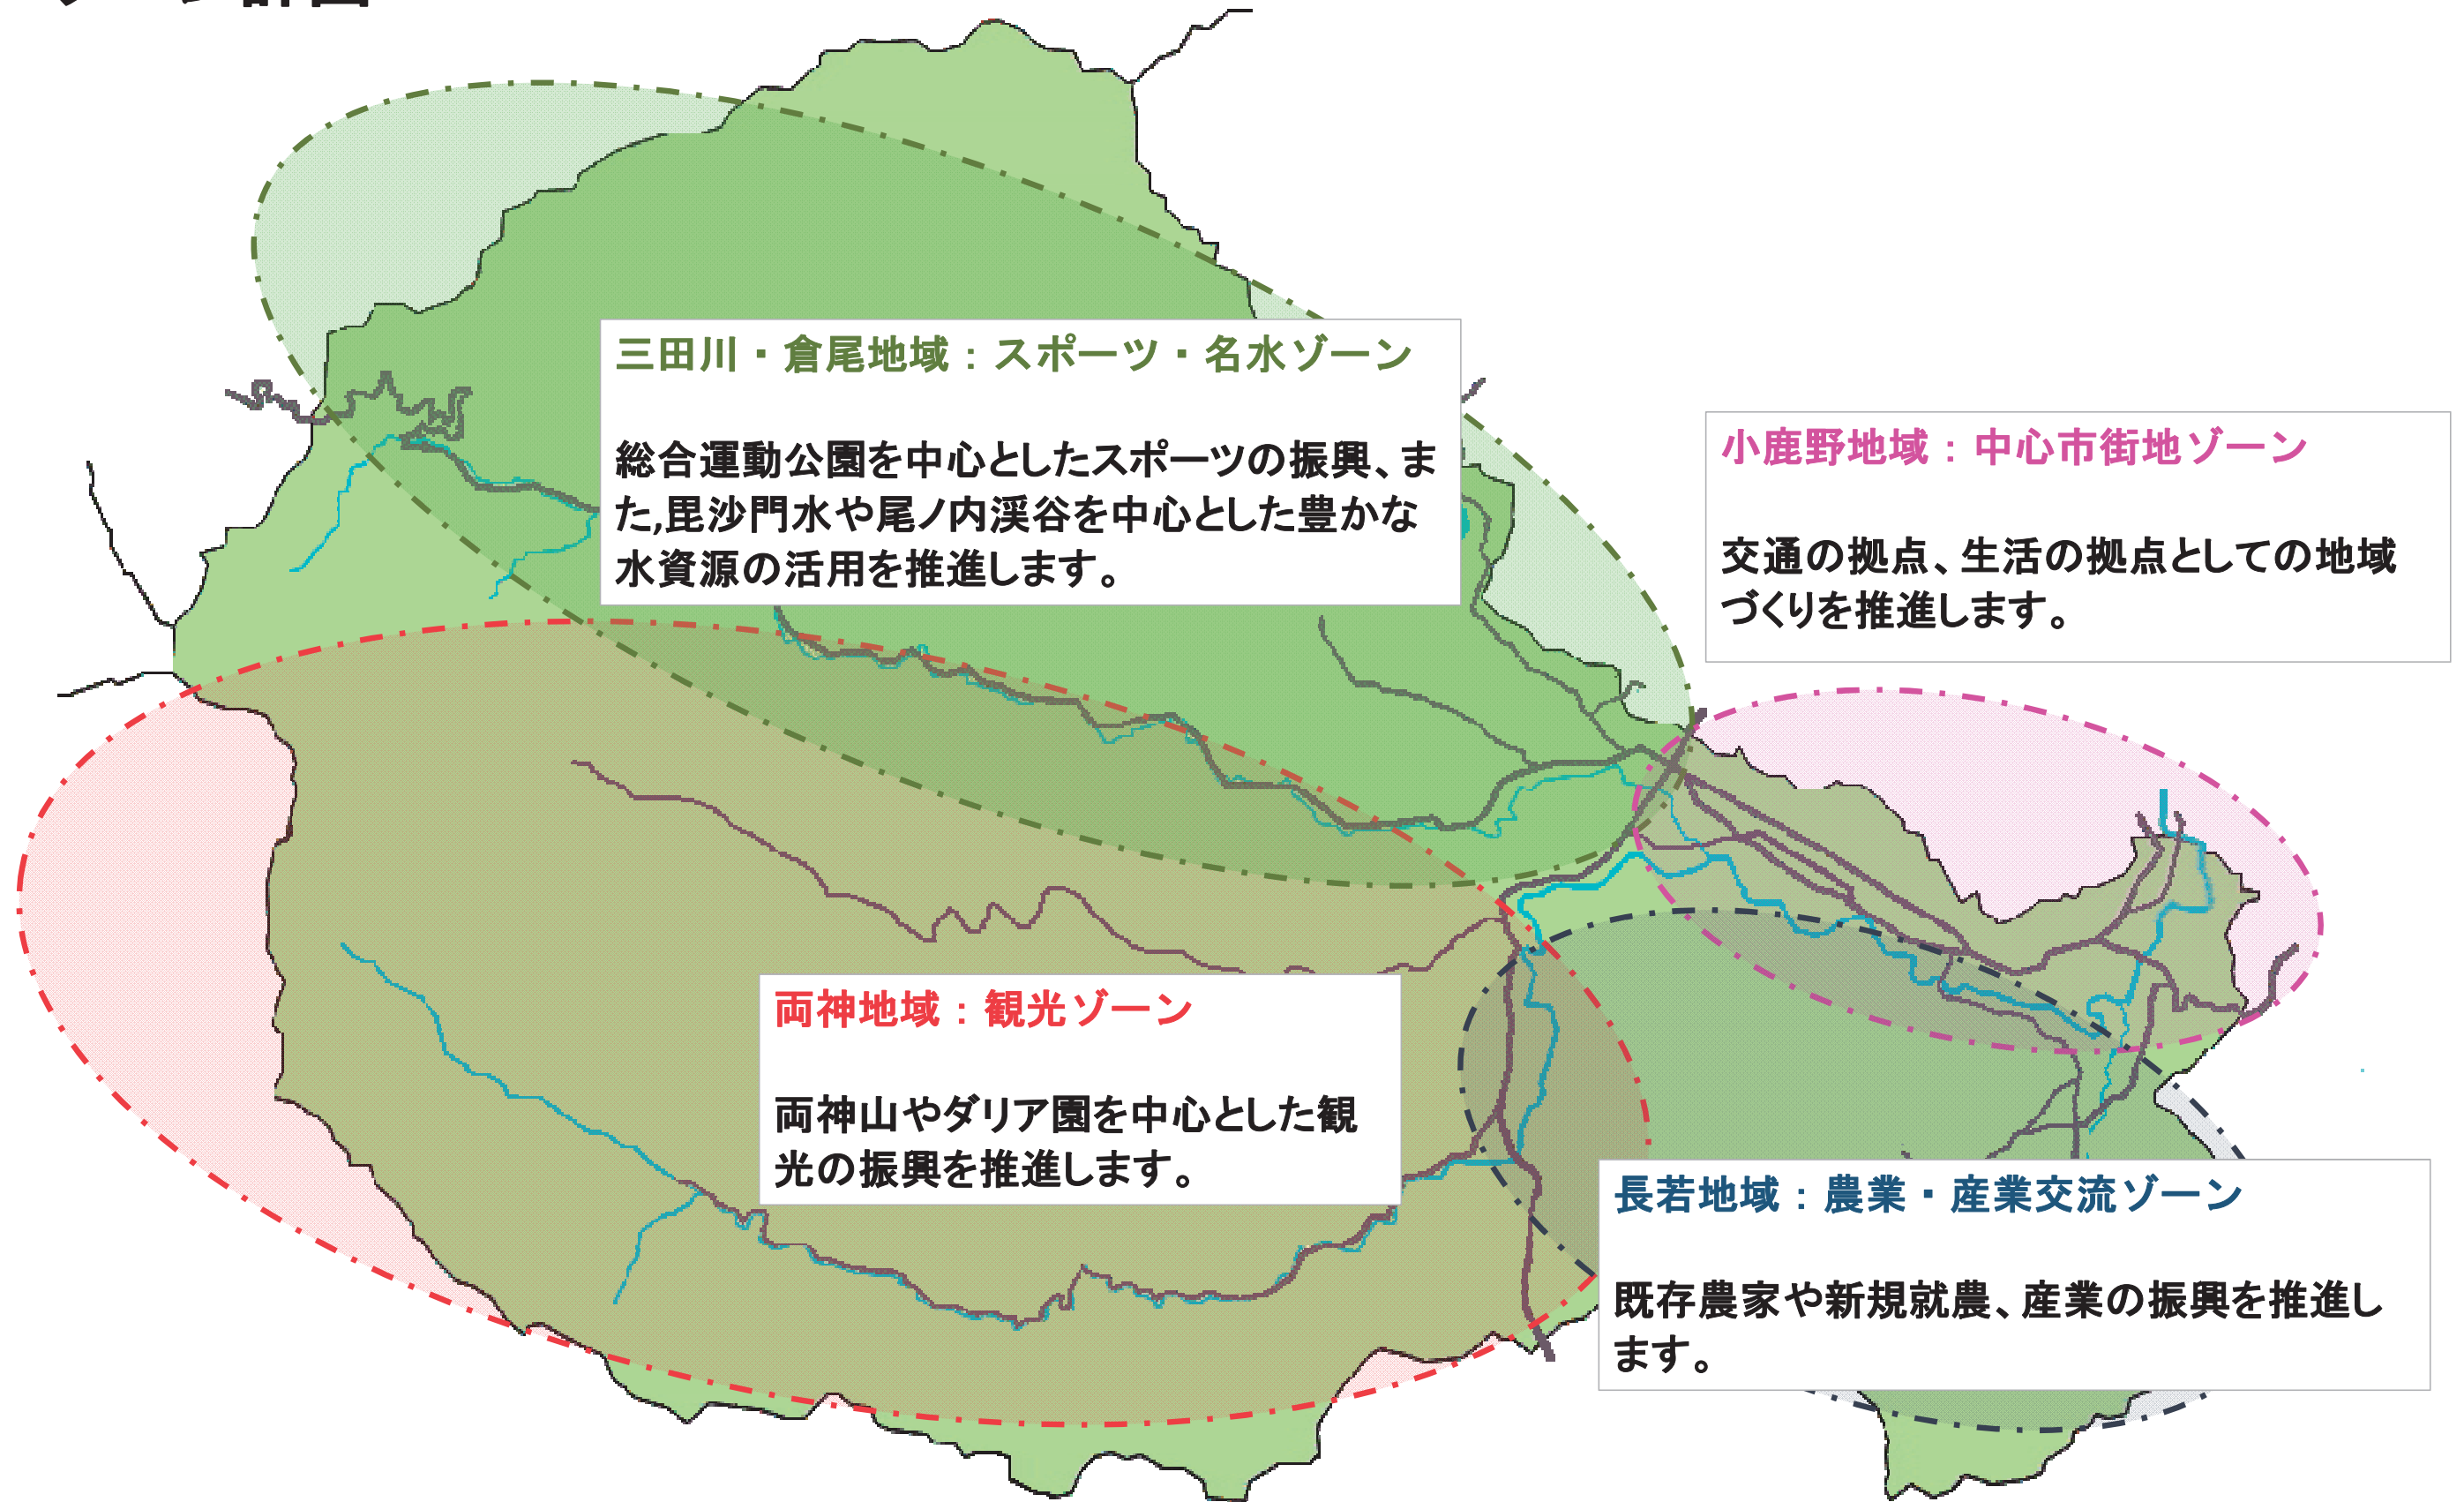 三田川・倉尾地域：スポーツ・名水ゾーン
総合運動公園を中心としたスポーツの振興、ま
た,毘沙門水や尾ノ内渓谷を中心とした豊かな
水資源の活用を推進します。
小鹿野地域：中心市街地ゾーン
交通の拠点、生活の拠点としての地域
づくりを推進します。
両神地域：観光ゾーン
両神山やダリア園を中心とした観
光の振興を推進します。
長若地域：農業・産業交流ゾーン
既存農家や新規就農、産業の振興を推進し
ます。